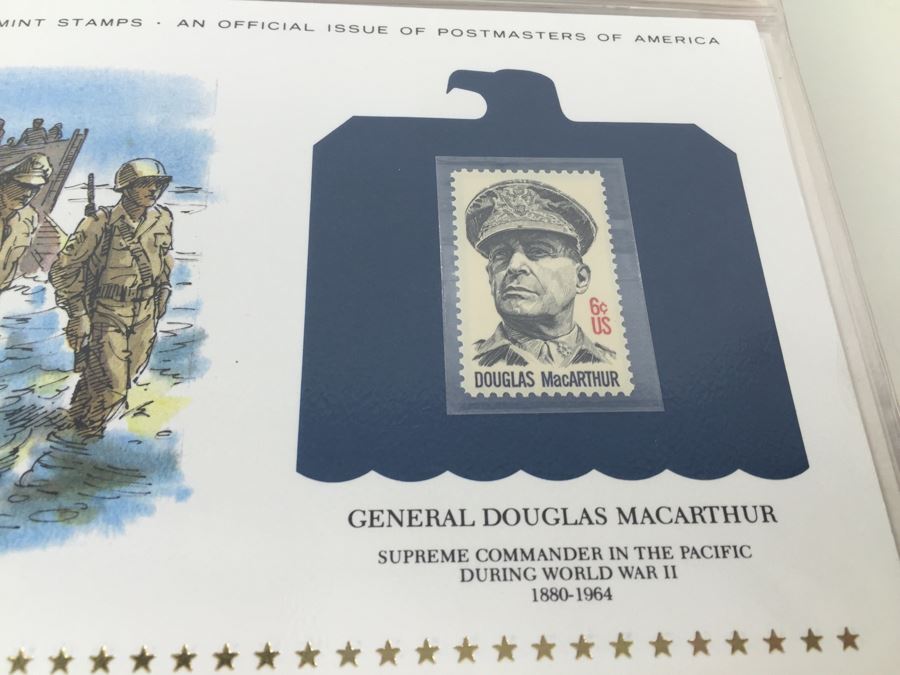 MINT STAMPS · AN OFFICIAL ISSUE OF POSTMASTERS OF AMERICA
6¢
US
DOUGLAS MacARTHUR
GENERAL DOUGLAS MACARTHUR
SUPREME COMMANDER IN THE PACIFIC
DURING WORLD WAR II
1880-1964